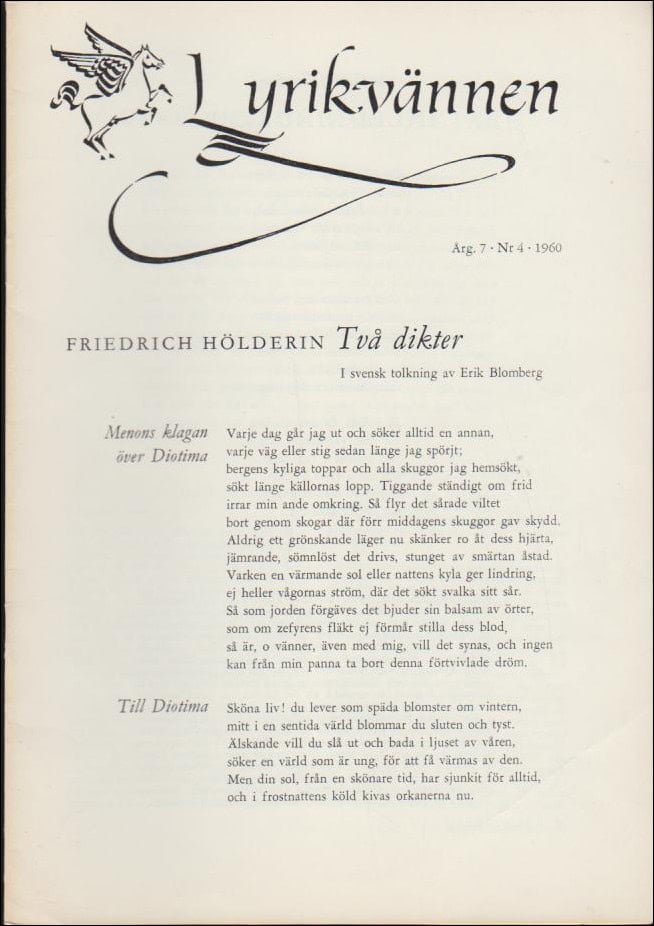 Lyrikvännen
Årg. 7 · Nr 4 · 1960
FRIEDRICH HÖLDERIN Två dikter
I svensk tolkning av Erik Blomberg
Menons klagan
över Diotima
Varje dag går jag ut och söker alltid en annan,
varje väg eller stig sedan länge jag spörjt;
bergens kyliga toppar och alla skuggor jag hemsökt,
sökt länge källornas lopp. Tiggande ständigt om frid
irrar min ande omkring. Så flyr det sårade viltet
bort genom skogar där förr middagens skuggor gav skydd.
Aldrig ett grönskande läger nu skänker ro åt dess hjärta,
jämrande, sömnlöst det drivs, stunget av smärtan åstad.
Varken en värmande sol eller nattens kyla ger lindring,
ej heller vågornas ström, där det sökt svalka sitt sår.
Så som jorden förgäves det bjuder sin balsam av örter,
som om zefyrens fläkt ej förmår stilla dess blod,
så är, o vänner, även med mig, vill det synas, och ingen
kan från min panna ta bort denna förtvivlade dröm.
Till Diotima
Sköna liv! du lever som späda blomster om vintern,
mitt i en sentida värld blommar du sluten och tyst.
Älskande vill du slå ut och bada i ljuset av våren,
söker en värld som är ung, för att få värmas av den.
Men din sol, från en skönare tid, har sjunkit för alltid,
och i frostnattens köld kivas orkanerna nu.